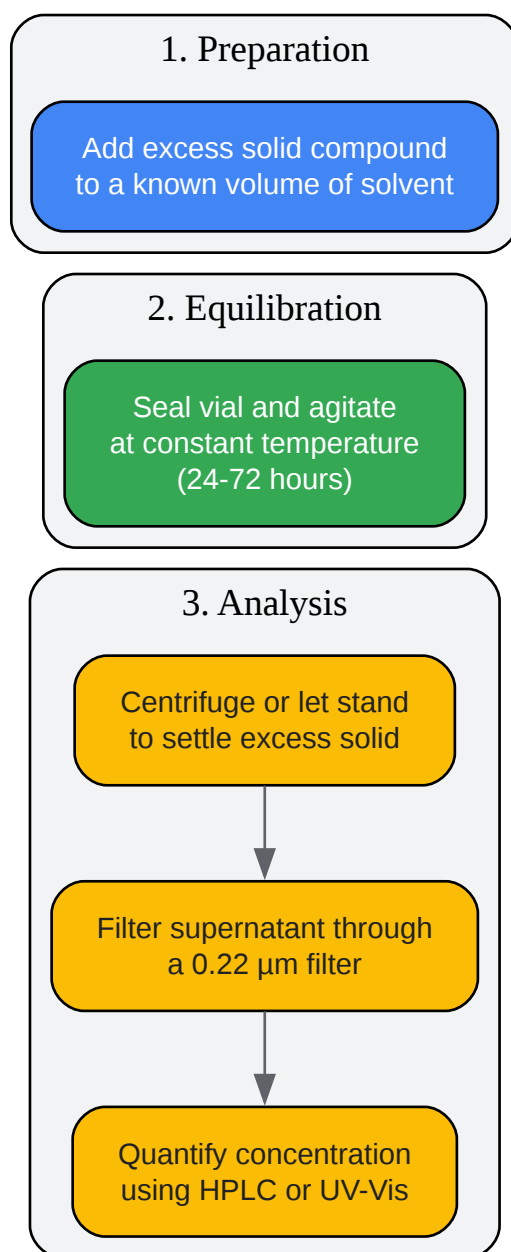 1. Preparation
Add excess solid compound
to a known volume of solvent
2. Equilibration
Seal vial and agitate
at constant temperature
(24-72 hours)
3. Analysis
Centrifuge or let stand
to settle excess solid
Filter supernatant through
a 0.22 µm filter
Quantify concentration
using HPLC or UV-Vis